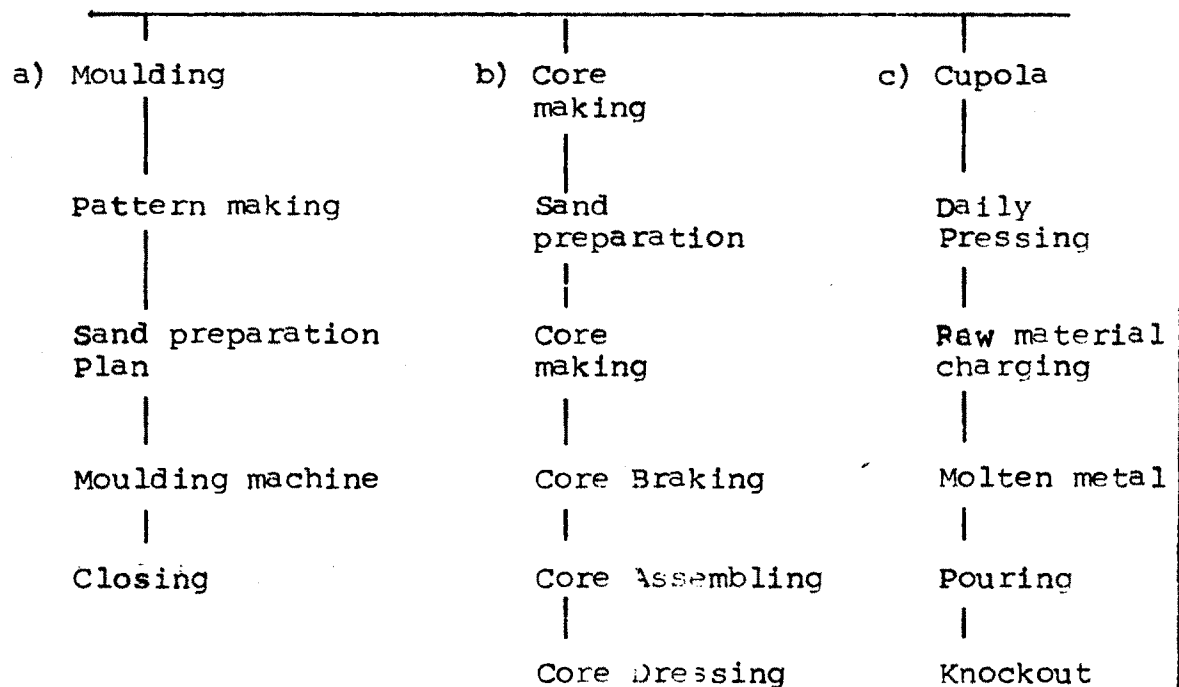 a) Moulding
Pattern making
Sand preparation
Plan
Moulding machine
Closing
b) Core
making
Sand
preparation
Core
making
Core Braking
Core Assembling
Core Dressing
c) Cupola
Daily
Pressing
Raw material
charging
Molten metal
Pouring
Knockout